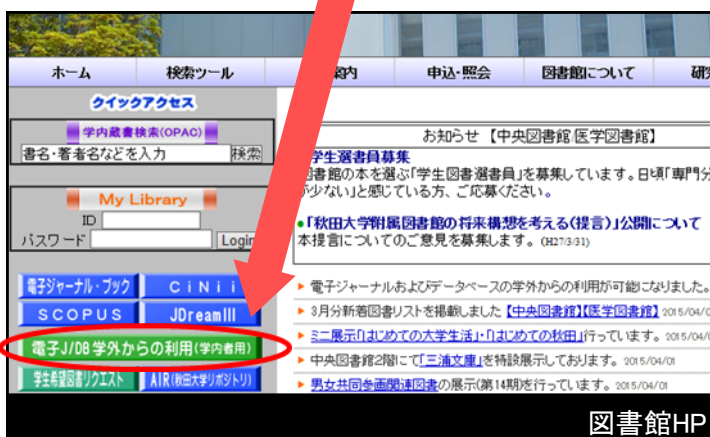 ホーム 検索ツール 案内 申込・照会 図書館について 研
クイックアクセス
学内蔵書検索(OPAC)
書名・著者名などを入力 検索
My Library
ID
パスワード Login
電子ジャーナル・ブック CiNii
SCOPUS JDreamIII
電子J/DB 学外からの利用(学内者用)
学生希望図書リクエスト AIR(秋田大学リポジトリ)
お知らせ 【中央図書館/医学図書館】
学生選書員募集
図書館の本を選ぶ「学生図書選書員」を募集しています。日頃「専門分
が少ない」と感じている方、ご応募ください。
●「秋田大学附属図書館の将来構想を考える(提言)」公開について
本提言についてのご意見を募集します。(H27/3/31)
電子ジャーナルおよびデータベースの学外からの利用が可能になりました。
3月分新着図書リストを掲載しました【中央図書館】【医学図書館】 2015/04/0
ミニ展示「はじめての大学生活」・「はじめての秋田」行っています。 2015/04/0
中央図書館2階にて「三浦文庫」を特設展示しております。 2015/04/01
男女共同参画関連図書の展示(第14期)を行っています。 2015/04/01
図書館HP